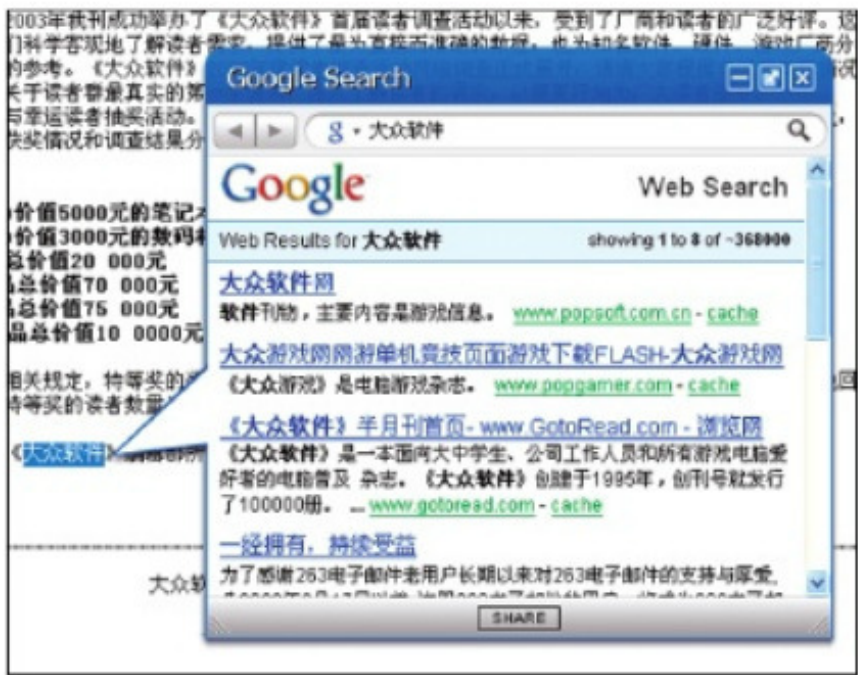 2003年我刊成功举办了《大众软件》首届读者调查活动以来，受到了厂商和读者的广泛好评。这
们科学客观地了解读者需求，提供了最为直接而准确的数据，也为知名软件、硬件、游戏厂商分
的参考。《大众软件》
情况
关于读者群最真实的第
与幸运读者抽奖活动。
获奖情况和调查结果分
Google Search
g 大众软件
Google
Web Search
价值5000元的笔记本
价值3000元的数码相
Web Results for 大众软件
showing 1 to 8 of ~368000
总价值20 000元
品总价值70 000元
总价值75 000元
品总价值10 0000元
大众软件网
软件刊物，主要内容是游戏信息。 www.popsoft.com.cn - cache
大众游戏网网游单机竞技页面游戏下载FLASH-大众游戏网
《大众游戏》是电脑游戏杂志。 www.popgamer.com - cache
相关规定，特等奖的
回
特等奖的读者数量
《大众软件》半月刊首页- www.GotoRead.com - 浏览网
《大众软件》是一本面向大中学生、公司工作人员和所有游戏电脑爱
好者的电脑普及 杂志。《大众软件》创建于1995年，创刊号就发行
了100000册。 ... www.gotoread.com - cache
《大众软件》
一经拥有，持续受益
为了感谢263电子邮件老用户长期以来对263电子邮件的支持与厚爱,
大众软
SHARE